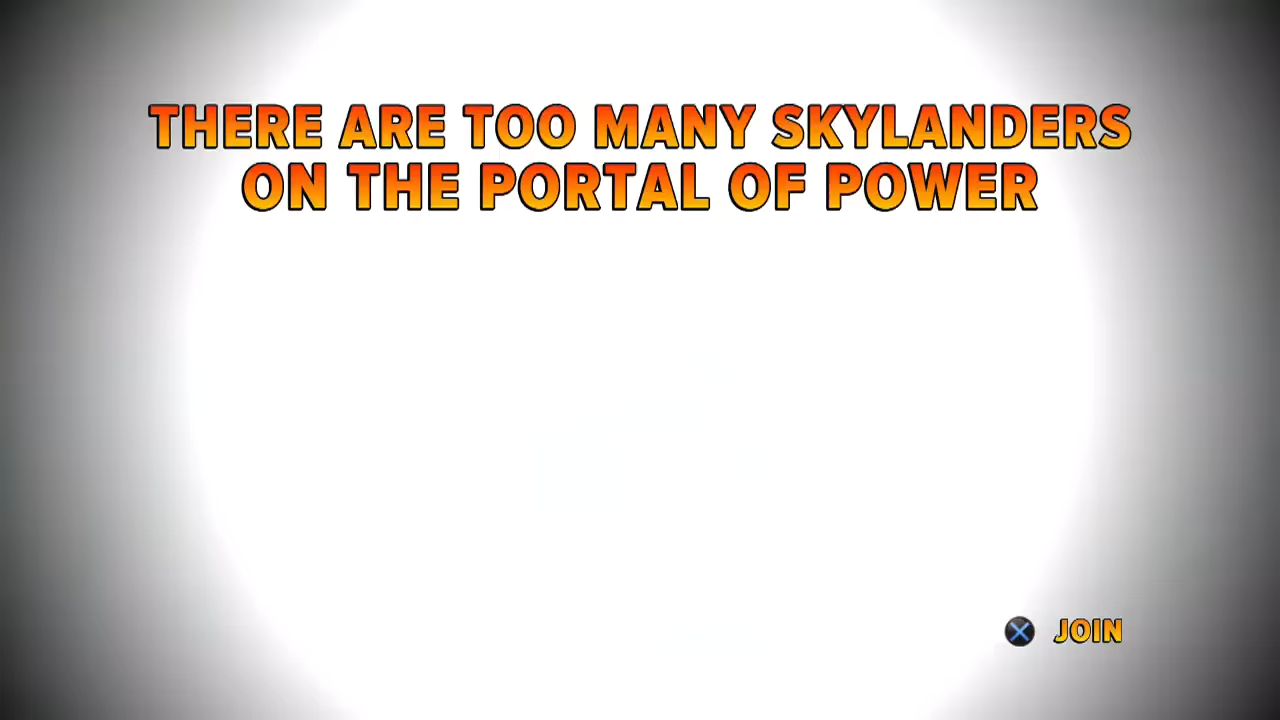 THERE ARE TOO MANY SKYLANDERS
ON THE PORTAL OF POWER
JOIN